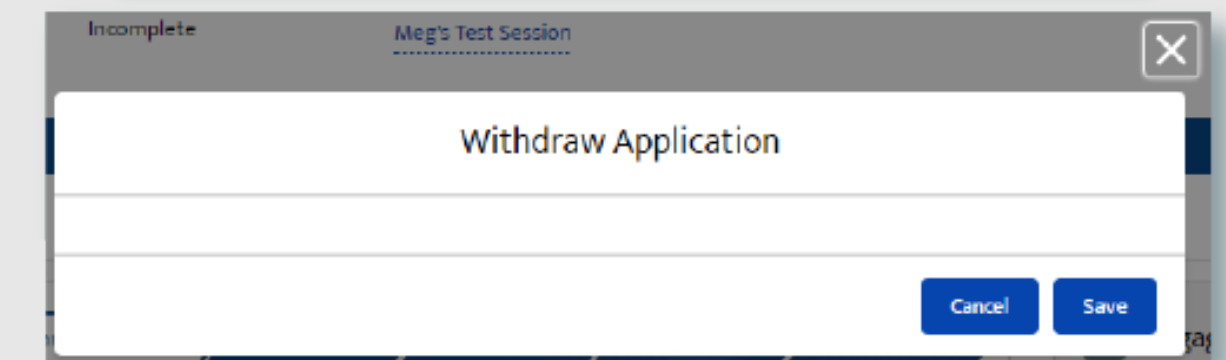 Incomplete
Meg's Test Session
Withdraw Application
Cancel
Save